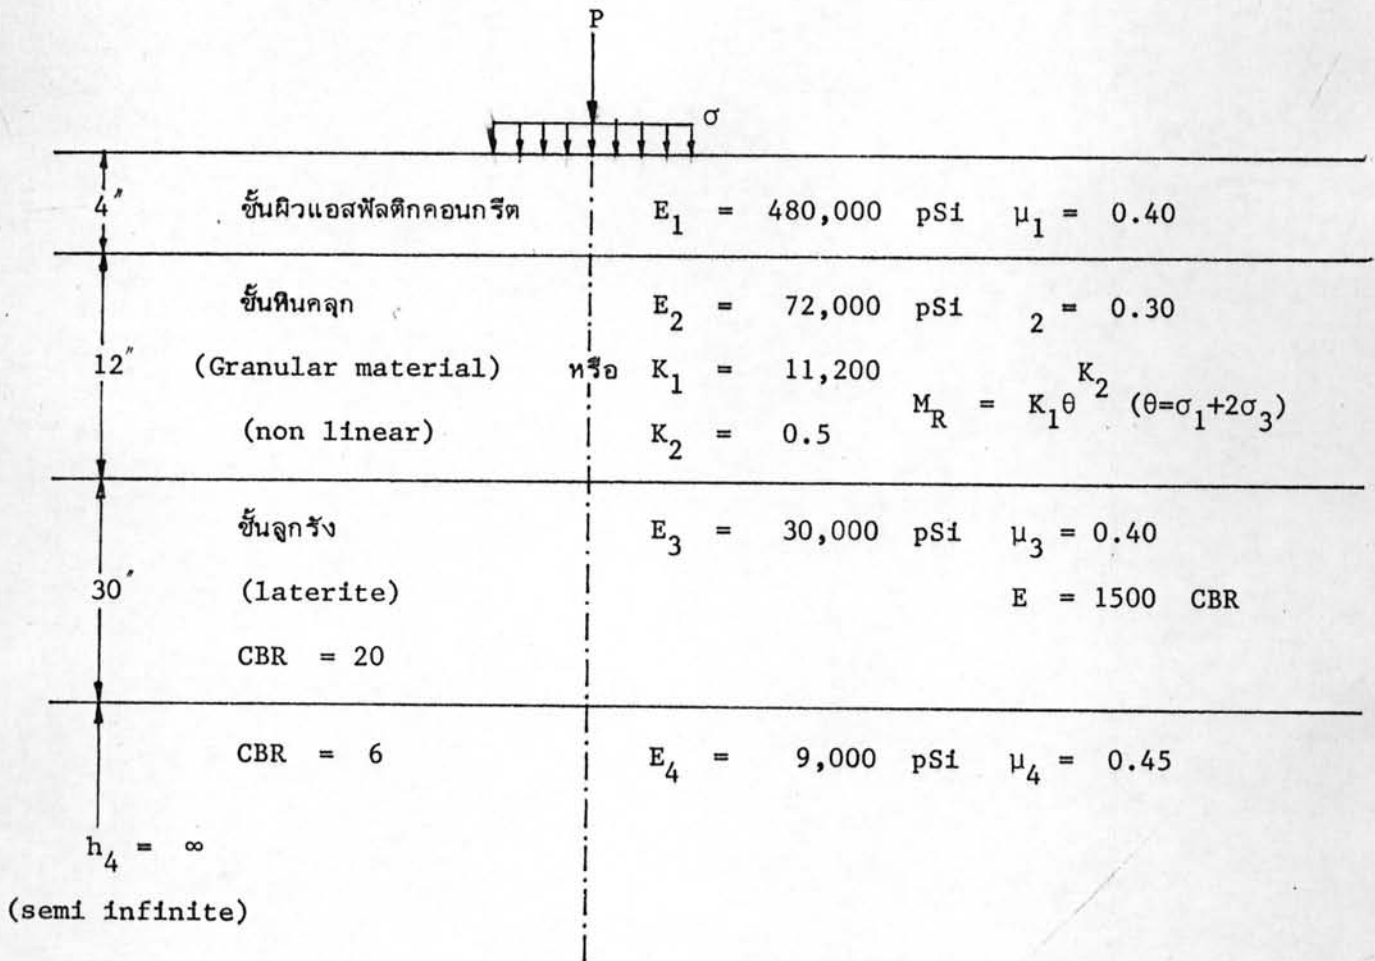 P
σ
4″ ชั้นผิวแอสฟัลติกคอนกรีต E₁ = 480,000 pSi μ₁ = 0.40
ชั้นหินคลุก E₂ = 72,000 pSi ₂ = 0.30
12″ (Granular material) หรือ K₁ = 11,200
M_R = K₁θ^K₂ (θ=σ₁+2σ₃)
(non linear) K₂ = 0.5
ชั้นลูกรัง E₃ = 30,000 pSi μ₃ = 0.40
30″ (laterite) E = 1500 CBR
CBR = 20
CBR = 6 E₄ = 9,000 pSi μ₄ = 0.45
h₄ = ∞
(semi infinite)